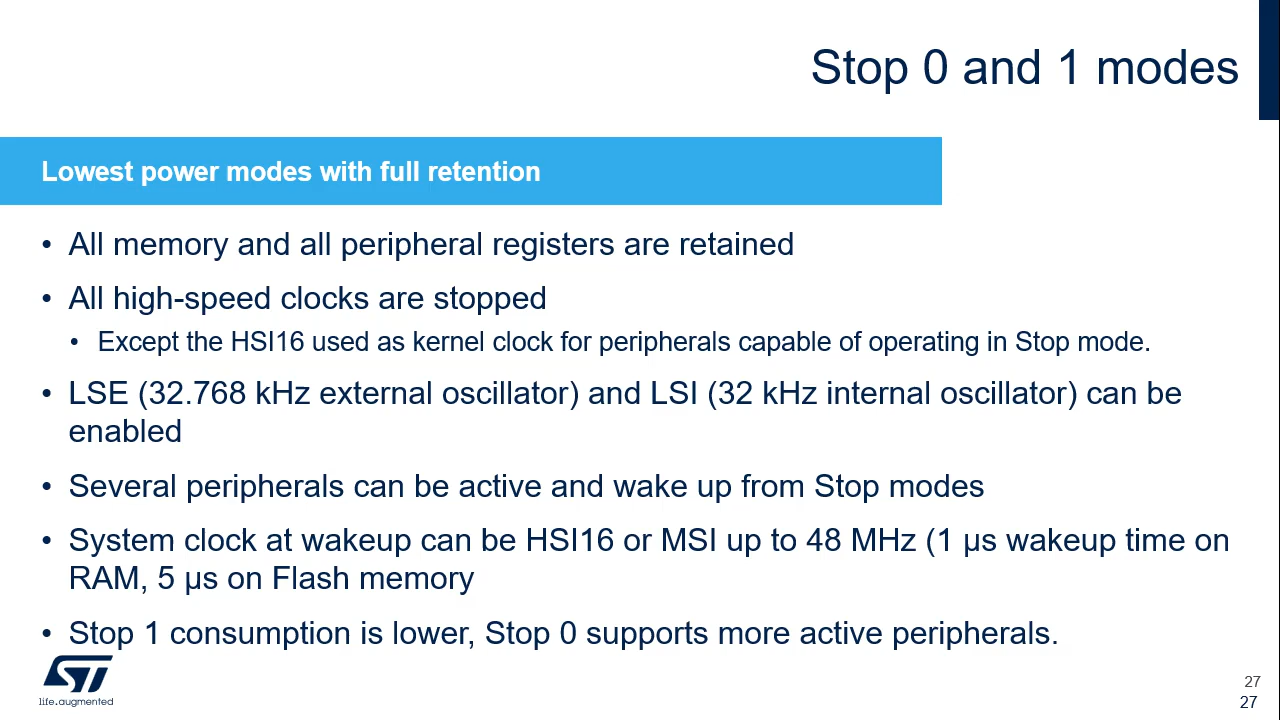 Stop 0 and 1 modes
Lowest power modes with full retention
• All memory and all peripheral registers are retained
• All high-speed clocks are stopped
• Except the HSI16 used as kernel clock for peripherals capable of operating in Stop mode.
• LSE (32.768 kHz external oscillator) and LSI (32 kHz internal oscillator) can be
enabled
• Several peripherals can be active and wake up from Stop modes
• System clock at wakeup can be HSI16 or MSI up to 48 MHz (1 µs wakeup time on
RAM, 5 µs on Flash memory
• Stop 1 consumption is lower, Stop 0 supports more active peripherals.
ST
life.augmented
27
27